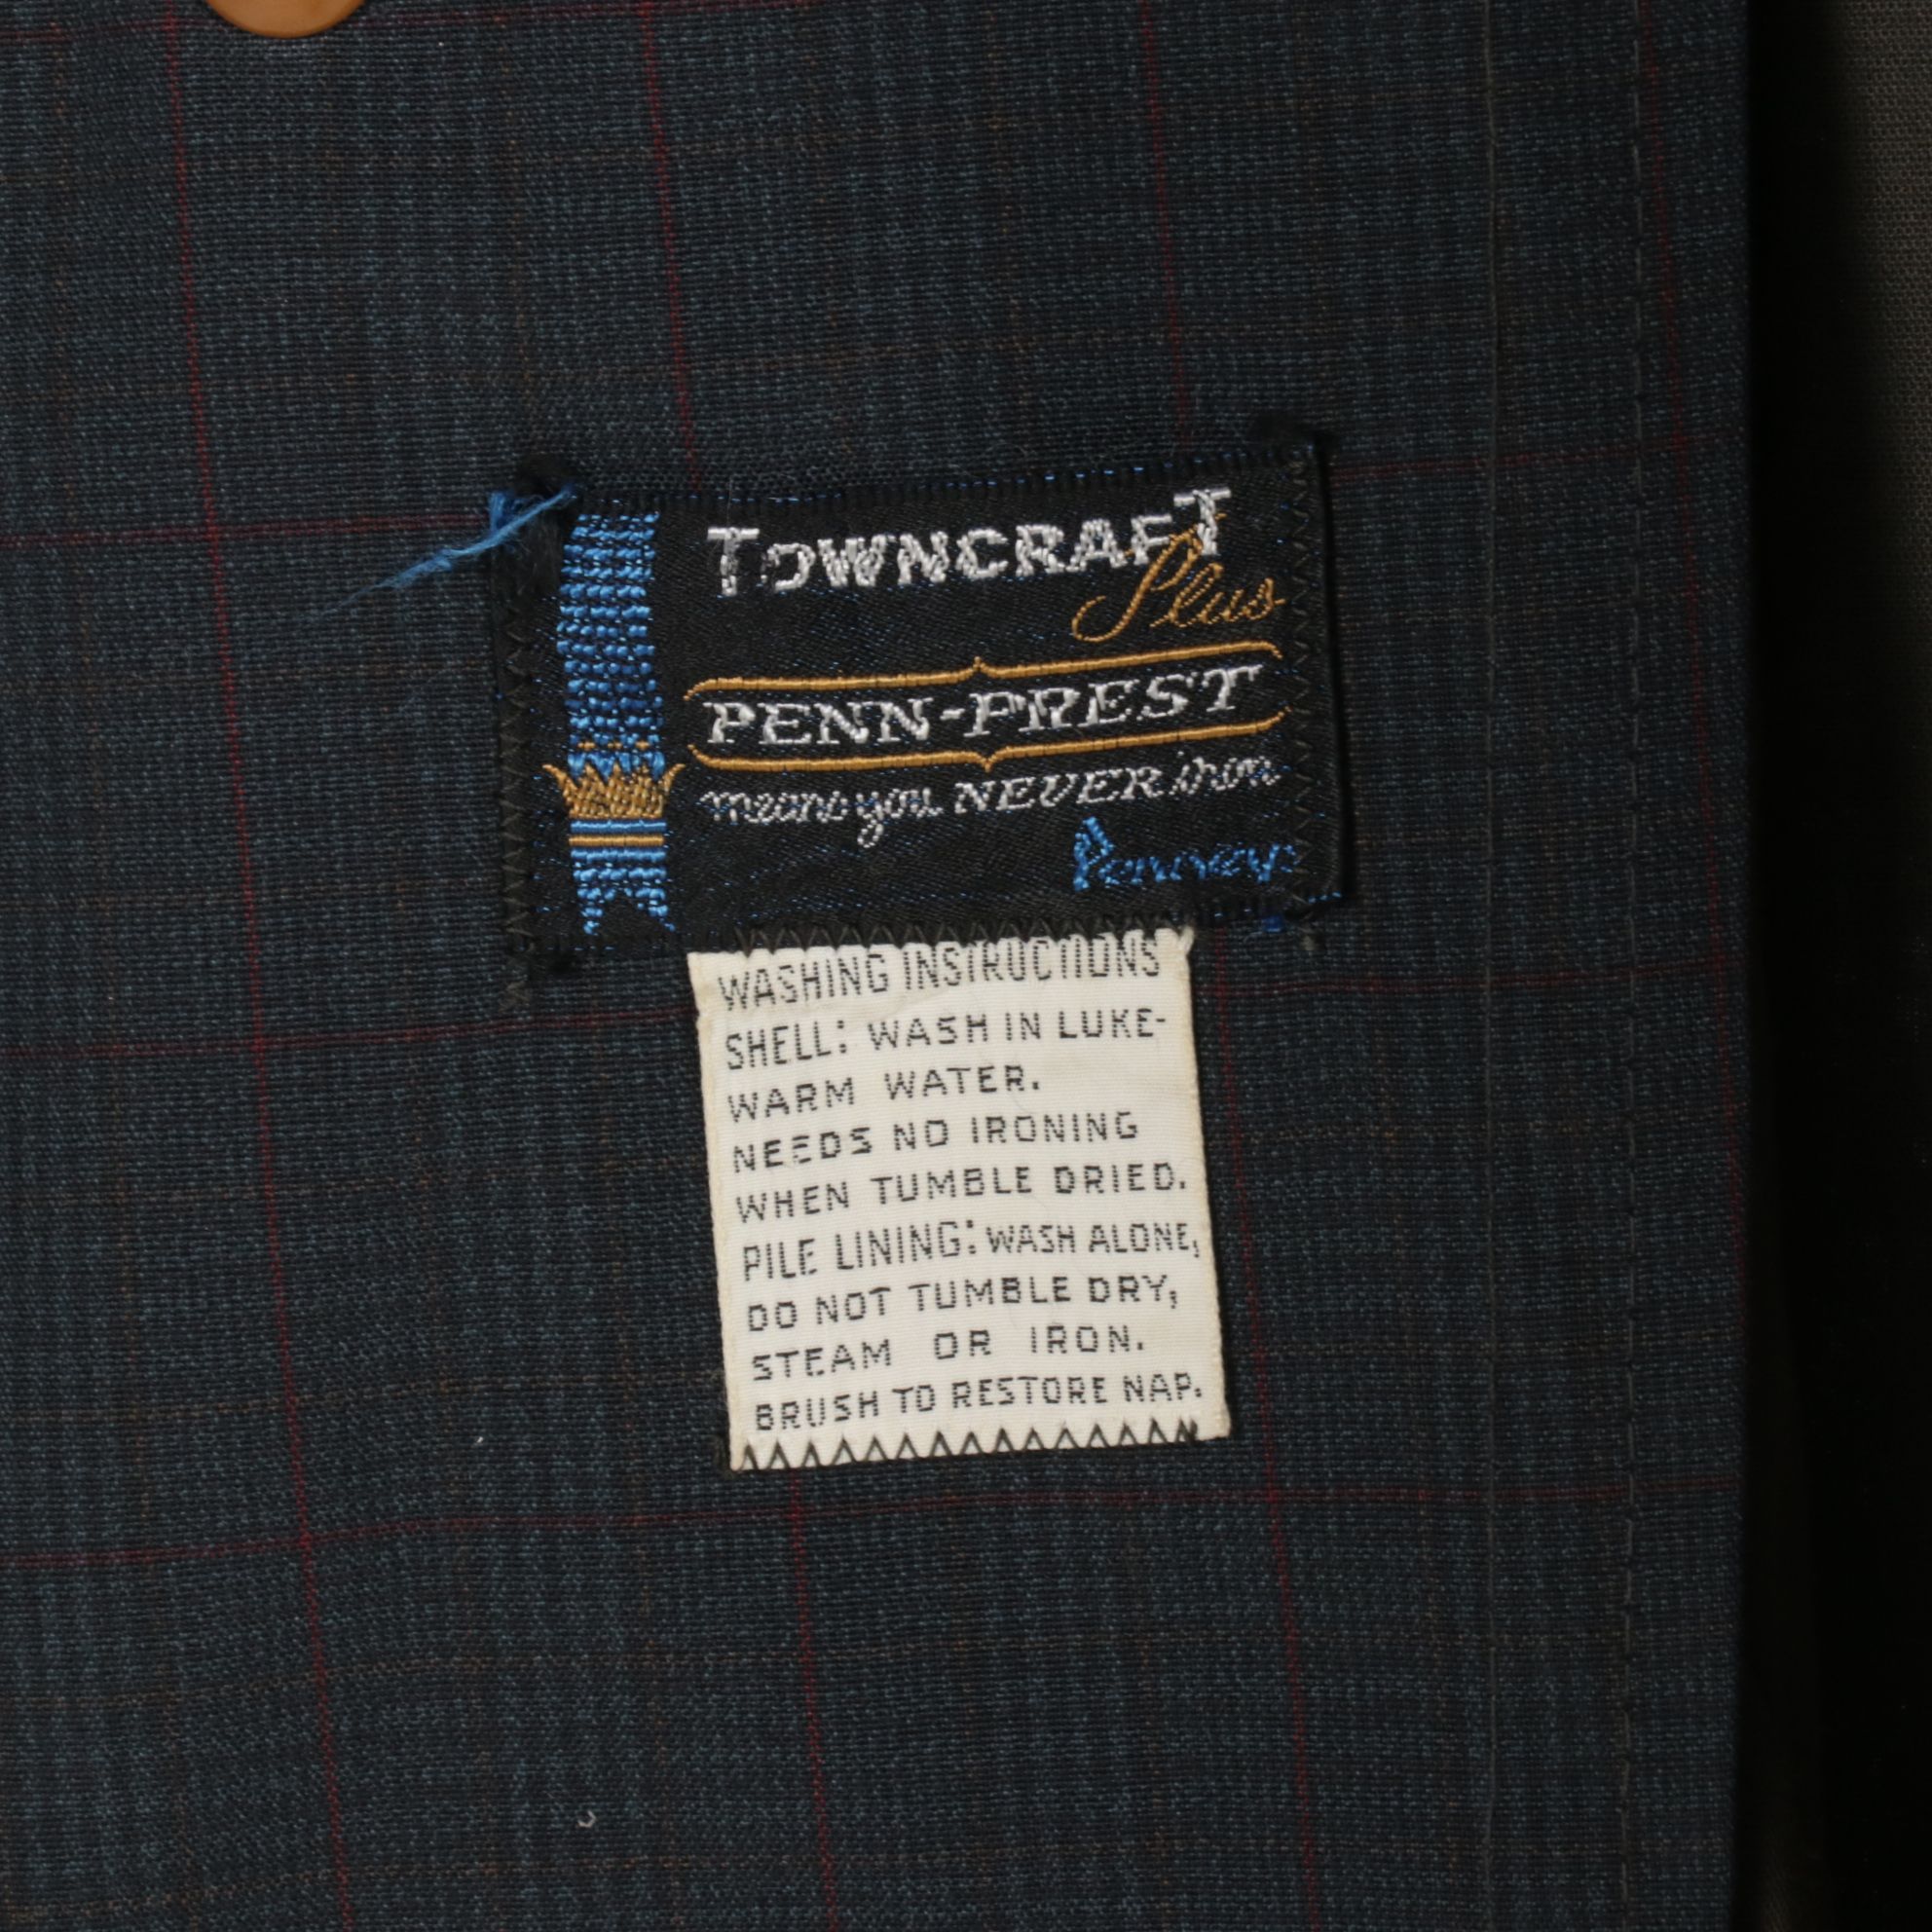 TOWNCRAFT
Plus
PENN-PREST
means you NEVER iron
Penneys
WASHING INSTRUCTIONS
SHELL: WASH IN LUKE-
WARM WATER.
NEEDS NO IRONING
WHEN TUMBLE DRIED.
PILE LINING: WASH ALONE,
DO NOT TUMBLE DRY,
STEAM OR IRON.
BRUSH TO RESTORE NAP.